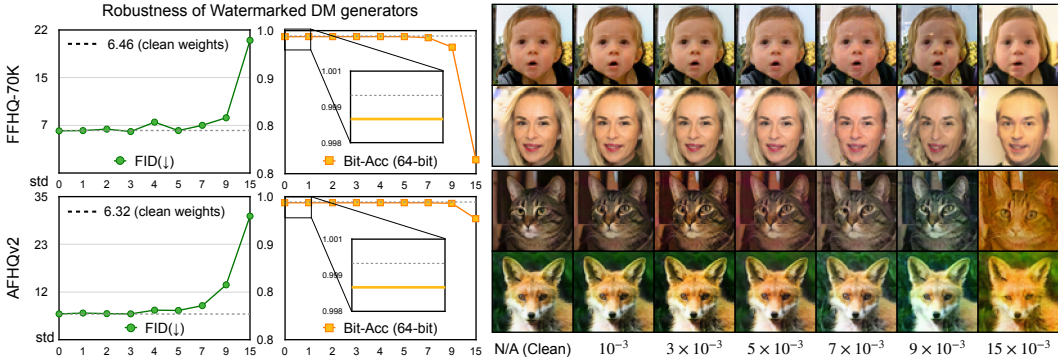 Robustness of Watermarked DM generators
FFHQ-70K
22
15
7
6.46 (clean weights)
FID(↓)
std
0 1 2 3 4 5 7 9 15
1.0
0.9
0.8
0.8
1.001
0.999
0.998
Bit-Acc (64-bit)
0 1 2 3 4 5 7 9 15
AFHQv2
35
23
12
6.32 (clean weights)
FID(↓)
std
0 1 2 3 4 5 7 9 15
1.0
0.9
0.8
0.8
1.001
0.999
0.998
Bit-Acc (64-bit)
0 1 2 3 4 5 7 9 15
N/A (Clean) 10⁻³ 3 × 10⁻³ 5 × 10⁻³ 7 × 10⁻³ 9 × 10⁻³ 15 × 10⁻³